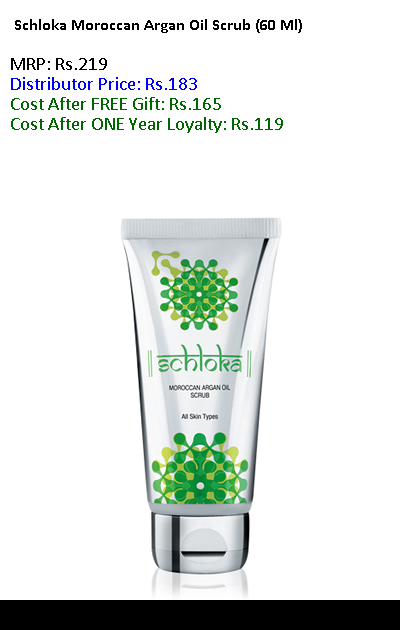 Schloka Moroccan Argan Oil Scrub (60 Ml)
MRP: Rs.219
Distributor Price: Rs.183
Cost After FREE Gift: Rs.165
Cost After ONE Year Loyalty: Rs.119
schloka
MOROCCAN ARGAN OIL
SCRUB
All Skin Types